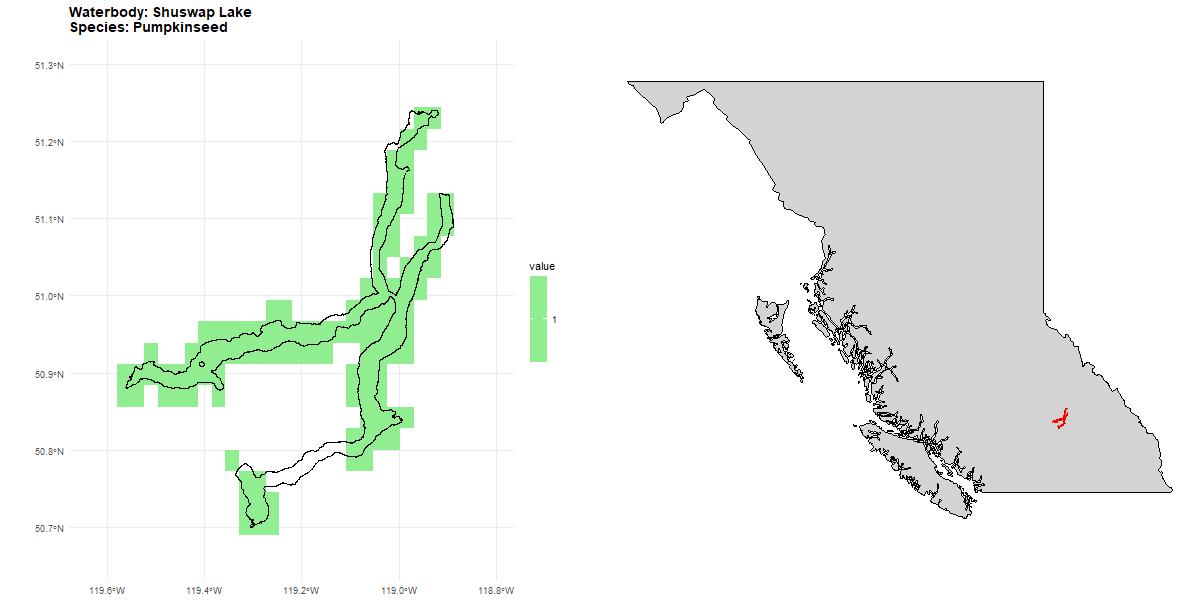 Waterbody: Shuswap Lake
Species: Pumpkinseed
51.3°N
51.2°N
51.1°N
51.0°N
50.9°N
50.8°N
50.7°N
119.6°W
119.4°W
119.2°W
119.0°W
118.8°W
value
1